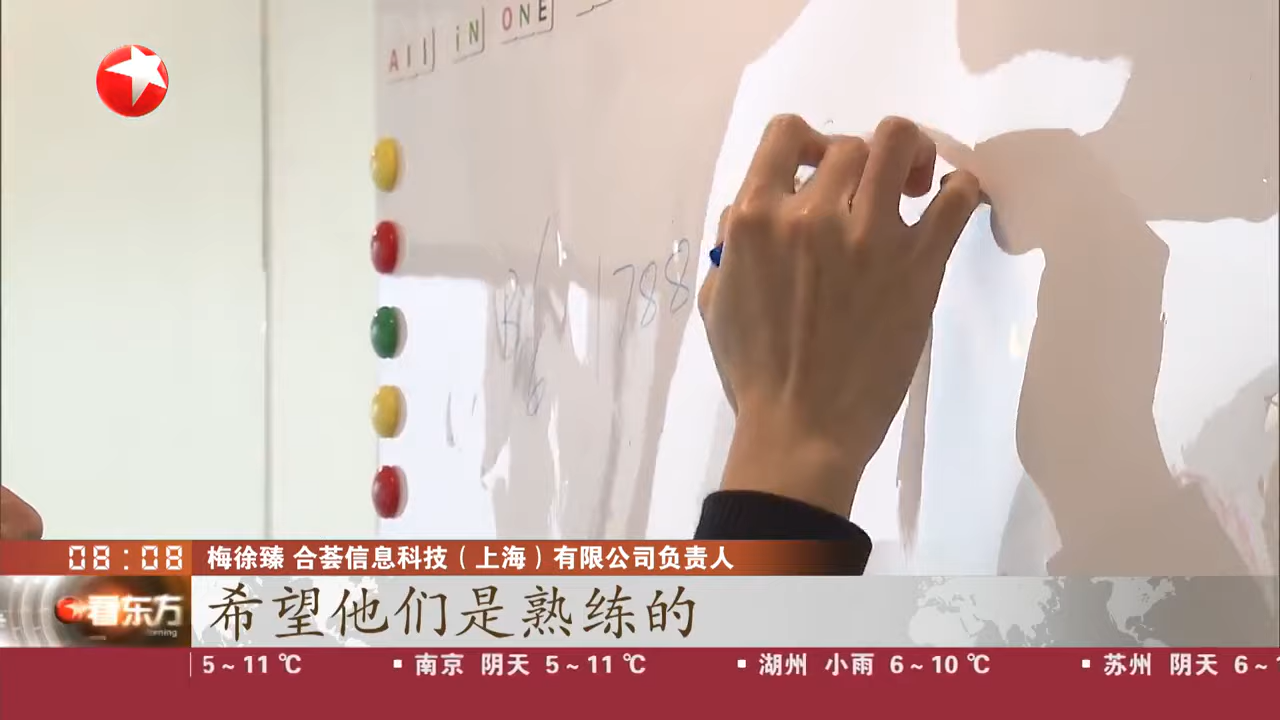 All iN ONE
1788
08:08
梅徐臻 合荟信息科技（上海）有限公司负责人
看东方
morning
希望他们是熟练的
5~11℃ ▪ 南京 阴天 5~11℃ ▪ 湖州 小雨 6~10℃ ▪ 苏州 阴天 6~1